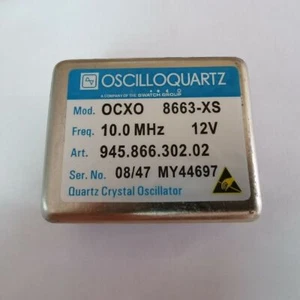 OSCILLOQUARTZ
A COMPANY OF THE SWATCH GROUP
Mod. OCXO 8663-XS
Freq. 10.0 MHz 12V
Art. 945.866.302.02
Ser. No. 08/47 MY44697
Quartz Crystal Oscillator